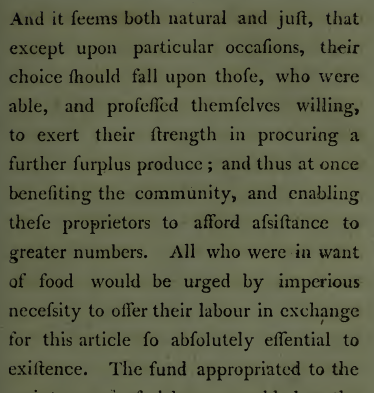 And it ſeems both natural and juſt, that
except upon particular occaſions, their
choice ſhould fall upon thoſe, who were
able, and profeſſed themſelves willing,
to exert their ſtrength in procuring a
further ſurplus produce; and thus at once
benefiting the community, and enabling
theſe proprietors to afford aſsiſtance to
greater numbers. All who were in want
of food would be urged by imperious
neceſsity to offer their labour in exchange
for this article ſo abſolutely eſſential to
exiſtence. The fund appropriated to the